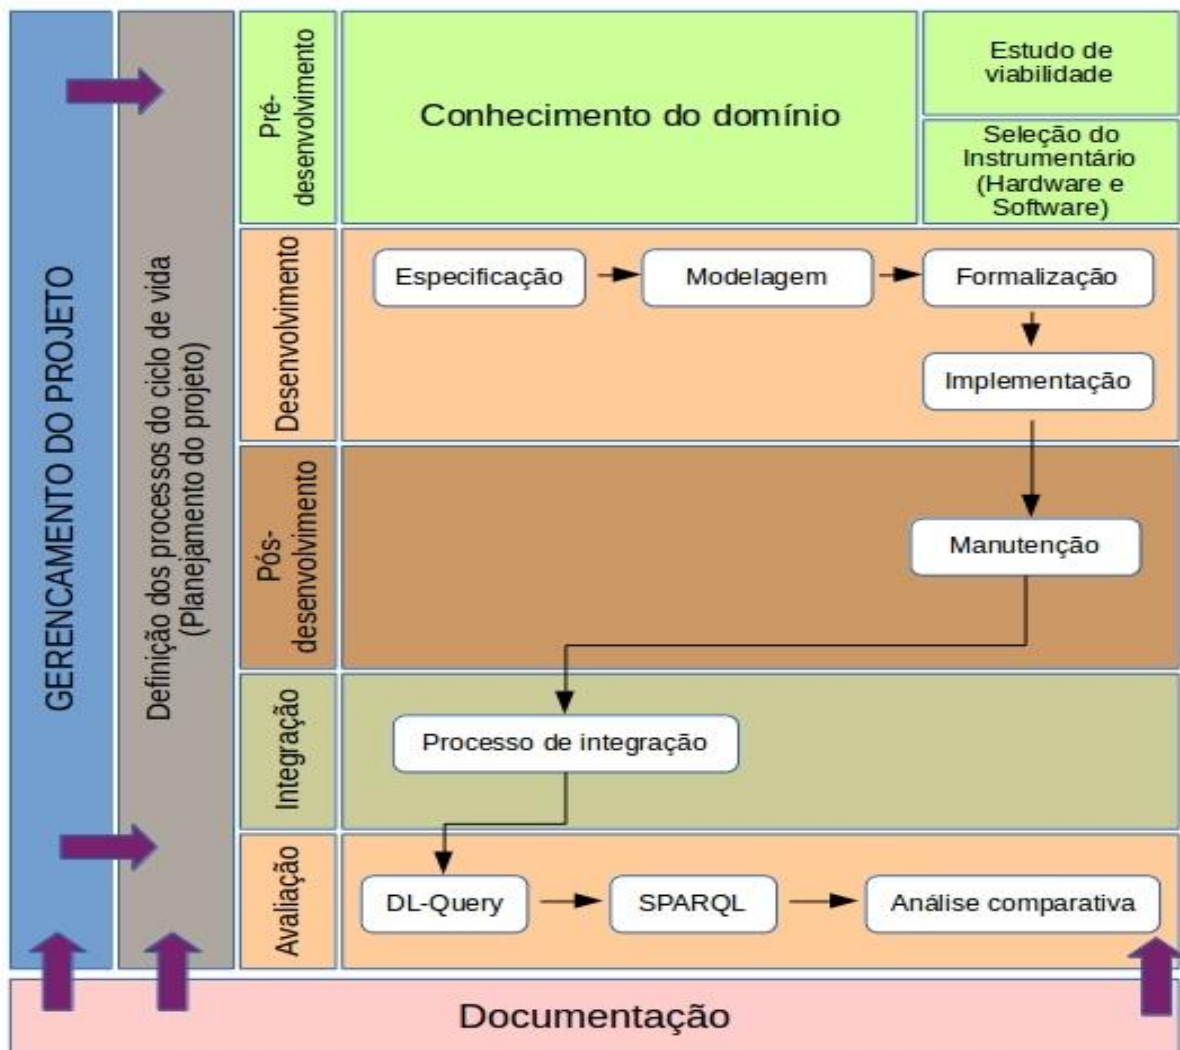 GERENCAMENTO DO PROJETO
Definição dos processos do ciclo de vida
(Planejamento do projeto)
Pré-
desenvolvimento
Conhecimento do domínio
Estudo de
viabilidade
Seleção do
Instrumentário
(Hardware e
Software)
Desenvolvimento
Especificação
Modelagem
Formalização
Implementação
Pós-
desenvolvimento
Manutenção
Integração
Processo de integração
Avaliação
DL-Query
SPARQL
Análise comparativa
Documentação